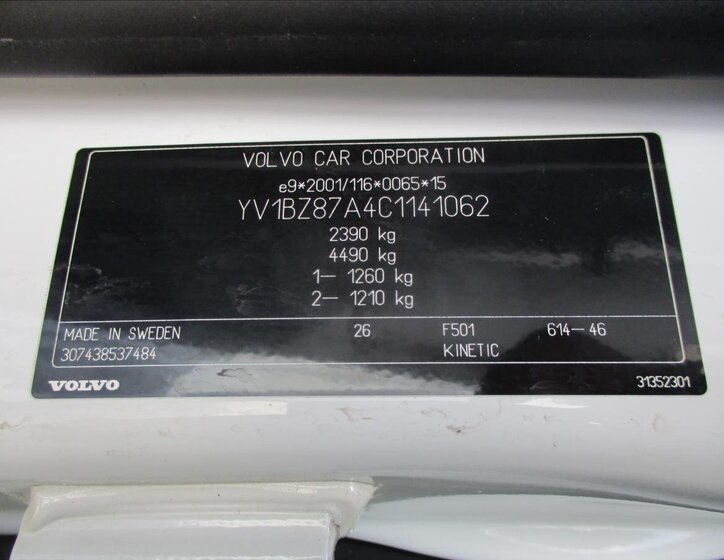 VOLVO CAR CORPORATION
e9*2001/116*0065*15
YV1BZ87A4C1141062
2390 kg
4490 kg
1- 1260 kg
2- 1210 kg
MADE IN SWEDEN 26 F501 614-46
307438537484 KINETIC
VOLVO 31352301